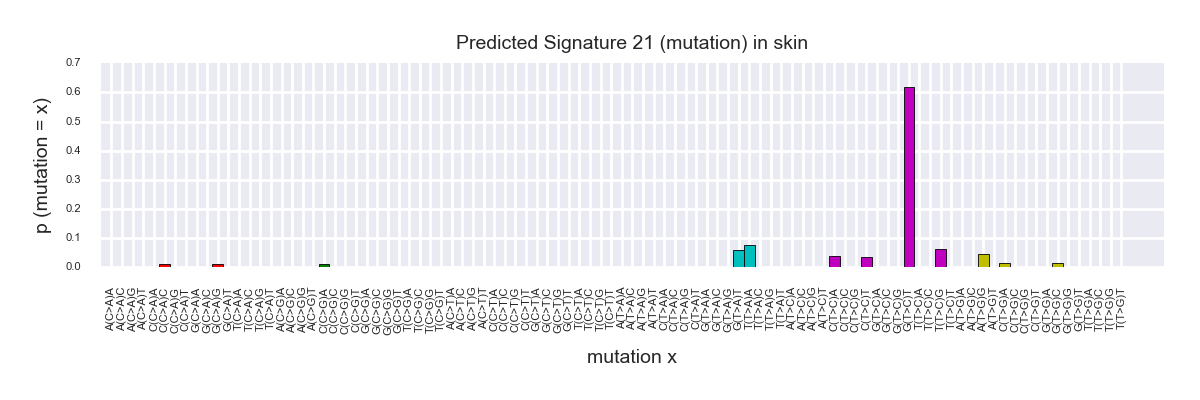 Predicted Signature 21 (mutation) in skin
0.7
0.6
0.5
0.4
0.3
0.2
0.1
0.0
p (mutation = x)
A(C>A)A
A(C>A)C
A(C>A)G
A(C>A)T
C(C>A)A
C(C>A)C
C(C>A)G
C(C>A)T
G(C>A)A
G(C>A)C
G(C>A)G
G(C>A)T
T(C>A)A
T(C>A)C
T(C>A)G
T(C>A)T
A(C>G)A
A(C>G)C
A(C>G)G
A(C>G)T
C(C>G)A
C(C>G)C
C(C>G)G
C(C>G)T
G(C>G)A
G(C>G)C
G(C>G)G
G(C>G)T
T(C>G)A
T(C>G)C
T(C>G)G
T(C>G)T
A(C>T)A
A(C>T)C
A(C>T)G
A(C>T)T
C(C>T)A
C(C>T)C
C(C>T)G
C(C>T)T
G(C>T)A
G(C>T)C
G(C>T)G
G(C>T)T
T(C>T)A
T(C>T)C
T(C>T)G
T(C>T)T
A(T>A)A
A(T>A)C
A(T>A)G
A(T>A)T
C(T>A)A
C(T>A)C
C(T>A)G
C(T>A)T
G(T>A)A
G(T>A)C
G(T>A)G
G(T>A)T
T(T>A)A
T(T>A)C
T(T>A)G
T(T>A)T
A(T>C)A
A(T>C)C
A(T>C)G
A(T>C)T
C(T>C)A
C(T>C)C
C(T>C)G
C(T>C)T
G(T>C)A
G(T>C)C
G(T>C)G
G(T>C)T
T(T>C)A
T(T>C)C
T(T>C)G
T(T>C)T
A(T>G)A
A(T>G)C
A(T>G)G
A(T>G)T
C(T>G)A
C(T>G)C
C(T>G)G
C(T>G)T
G(T>G)A
G(T>G)C
G(T>G)G
G(T>G)T
T(T>G)A
T(T>G)C
T(T>G)G
T(T>G)T
mutation x